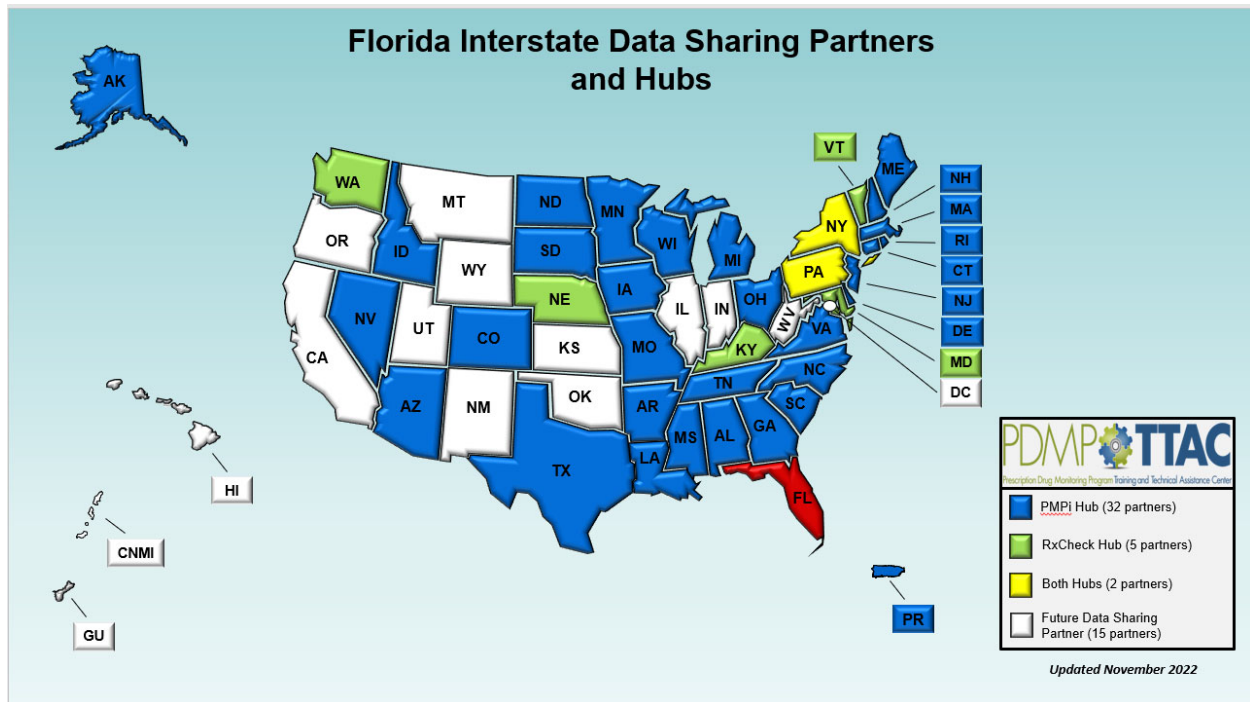 Florida Interstate Data Sharing Partners
and Hubs
AK
VT
WA
MT
ND
MN
ME
NH
MA
OR
ID
SD
WI
NY
RI
WY
MI
CT
PA
NE
IA
NJ
NV
UT
CO
IL
IN
OH
WV
VA
DE
CA
KS
MO
KY
MD
NC
DC
TN
AZ
NM
OK
AR
SC
MS
AL
GA
TX
LA
FL
HI
CNMI
GU
PR
PDMP TTAC
Prescription Drug Monitoring Program Training and Technical Assistance Center
PMPi Hub (32 partners)
RxCheck Hub (5 partners)
Both Hubs (2 partners)
Future Data Sharing
Partner (15 partners)
Updated November 2022